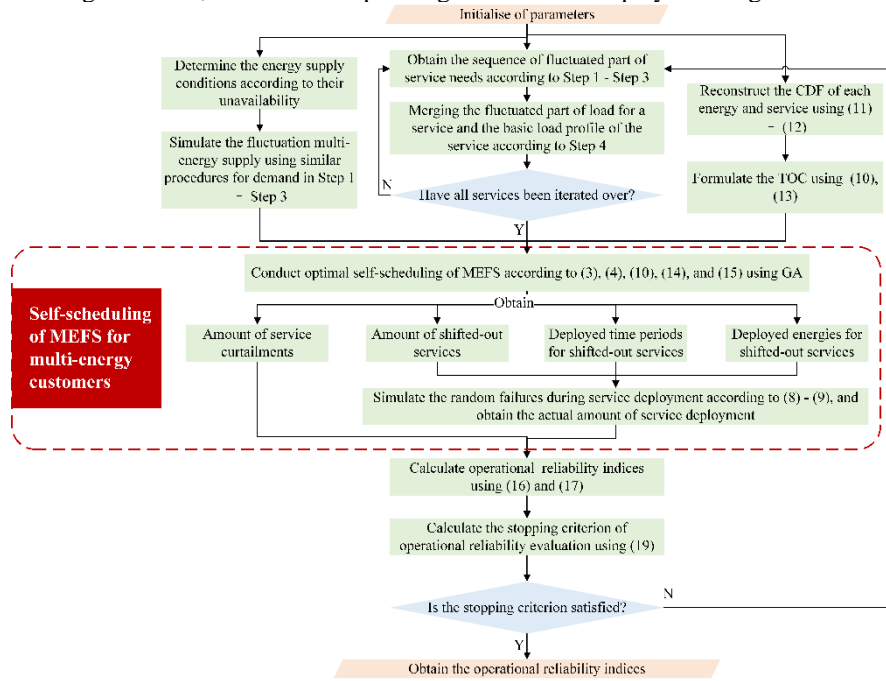 Initialise of parameters
Determine the energy supply
conditions according to their
unavailability
Simulate the fluctuation multi-
energy supply using similar
procedures for demand in Step 1
– Step 3
Obtain the sequence of fluctuated part of
service needs according to Step 1 - Step 3
Merging the fluctuated part of load for a
service and the basic load profile of the
service according to Step 4
N
Have all services been iterated over?
Y
Reconstruct the CDF of each
energy and service using (11)
– (12)
Formulate the TOC using (10),
(13)
Self-scheduling
of MEFS for
multi-energy
customers
Conduct optimal self-scheduling of MEFS according to (3), (4), (10), (14), and (15) using GA
Obtain
Amount of service
curtailments
Amount of shifted-out
services
Deployed time periods
for shifted-out services
Deployed energies for
shifted-out services
Simulate the random failures during service deployment according to (8) - (9), and
obtain the actual amount of service deployment
Calculate operational reliability indices
using (16) and (17)
Calculate the stopping criterion of
operational reliability evaluation using (19)
Is the stopping criterion satisfied?
N
Y
Obtain the operational reliability indices